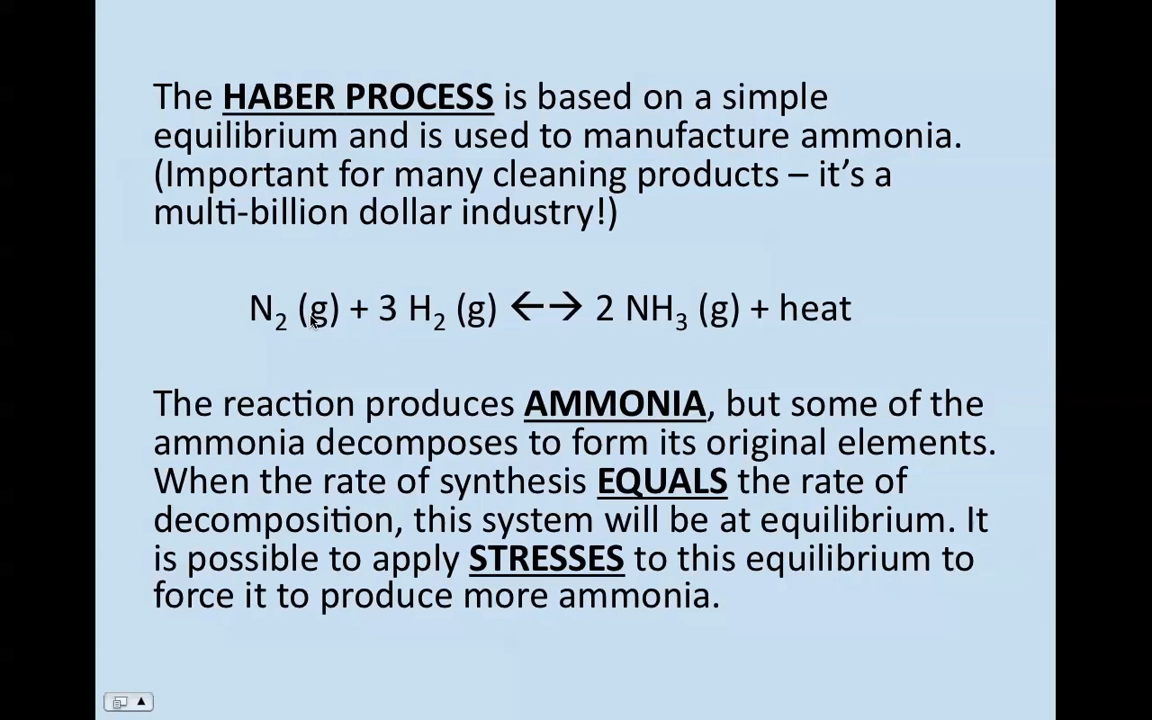 The HABER PROCESS is based on a simple
equilibrium and is used to manufacture ammonia.
(Important for many cleaning products – it’s a
multi-billion dollar industry!)
N₂ (g) + 3 H₂ (g) ←→ 2 NH₃ (g) + heat
The reaction produces AMMONIA, but some of the
ammonia decomposes to form its original elements.
When the rate of synthesis EQUALS the rate of
decomposition, this system will be at equilibrium. It
is possible to apply STRESSES to this equilibrium to
force it to produce more ammonia.